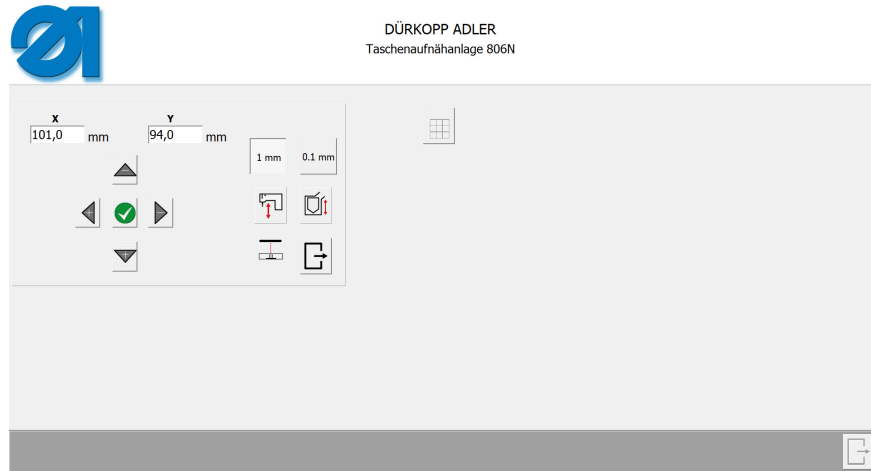 DÜRKOPP ADLER
Taschenaufnähanlage 806N
X Y
101,0 mm 94,0 mm
1 mm 0.1 mm